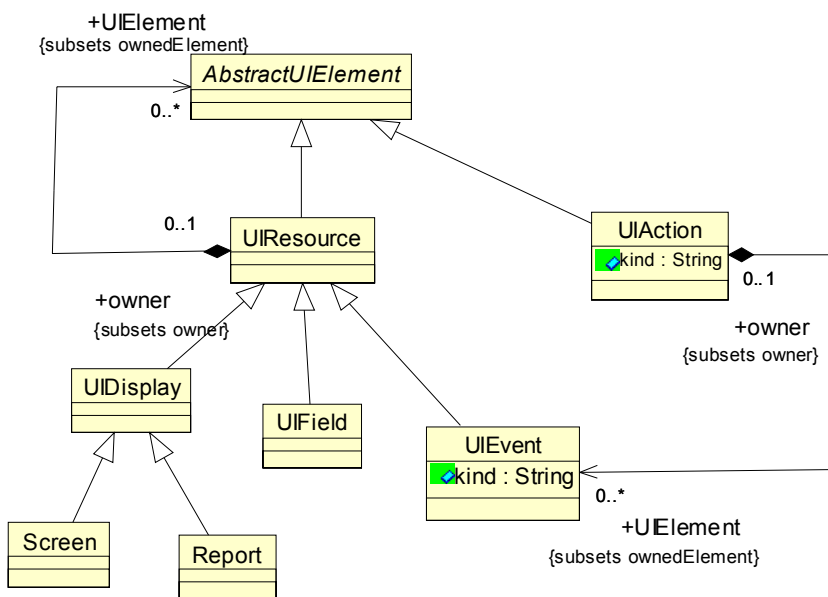 +UIElement
{subsets ownedElement}
AbstractUIElement
0..*
0..1
UIResource
UIAction
kind : String
0..1
+owner
{subsets owner}
+owner
{subsets owner}
UIDisplay
UIField
UIEvent
kind : String
0..*
+UIElement
{subsets ownedElement}
Screen
Report